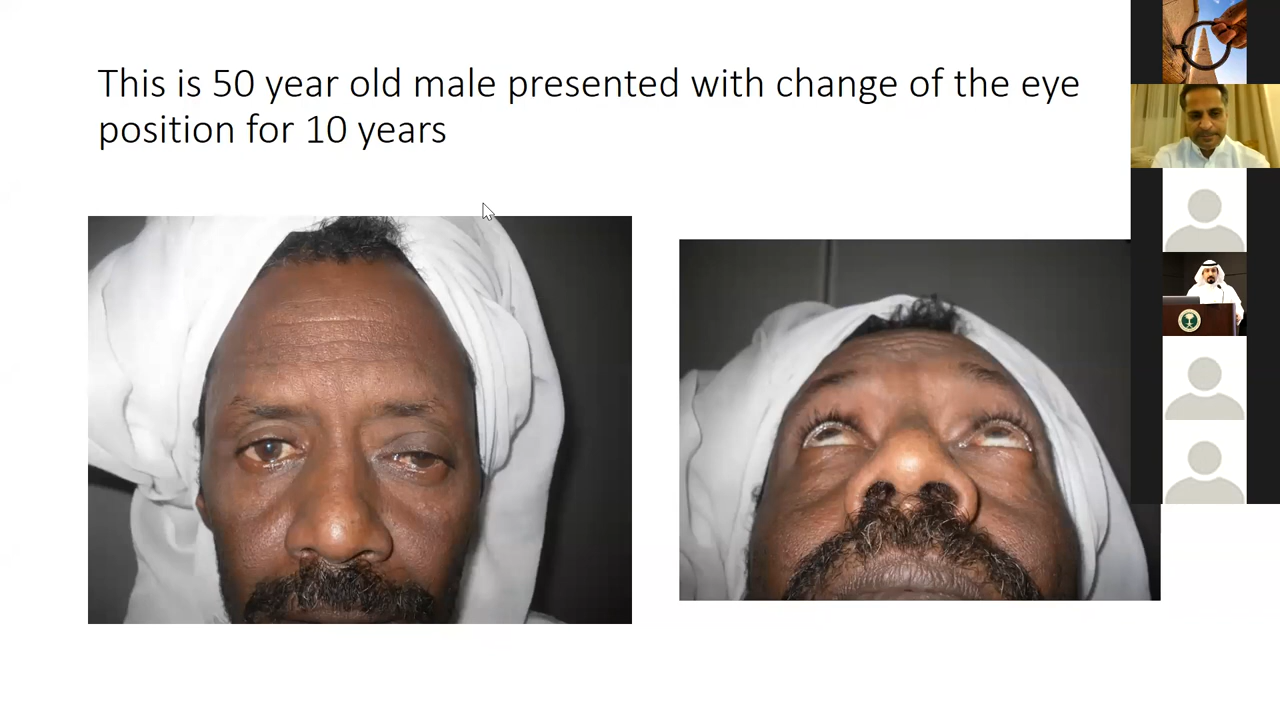 This is 50 year old male presented with change of the eye
position for 10 years